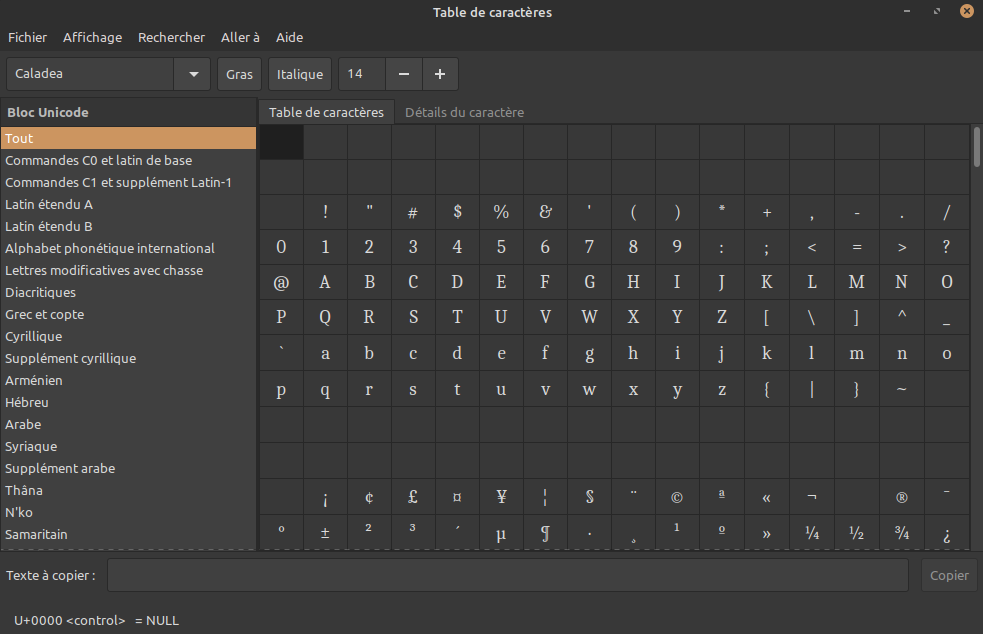 Table de caractères
Fichier Affichage Rechercher Aller à Aide
Caladea Gras Italique 14 − +
Bloc Unicode
Tout
Commandes C0 et latin de base
Commandes C1 et supplément Latin-1
Latin étendu A
Latin étendu B
Alphabet phonétique international
Lettres modificatives avec chasse
Diacritiques
Grec et copte
Cyrillique
Supplément cyrillique
Arménien
Hébreu
Arabe
Syriaque
Supplément arabe
Thâna
N'ko
Samaritain
Table de caractères Détails du caractère
! " # $ % & ' ( ) * + , - . /
0 1 2 3 4 5 6 7 8 9 : ; < = > ?
@ A B C D E F G H I J K L M N O
P Q R S T U V W X Y Z [ \ ] ^ _
` a b c d e f g h i j k l m n o
p q r s t u v w x y z { | } ~
¡ ¢ £ ¤ ¥ ¦ § ¨ © ª « ¬ ® ¯
° ± ² ³ ´ µ ¶ · ¸ ¹ º » ¼ ½ ¾ ¿
Texte à copier : Copier
U+0000 <control> = NULL